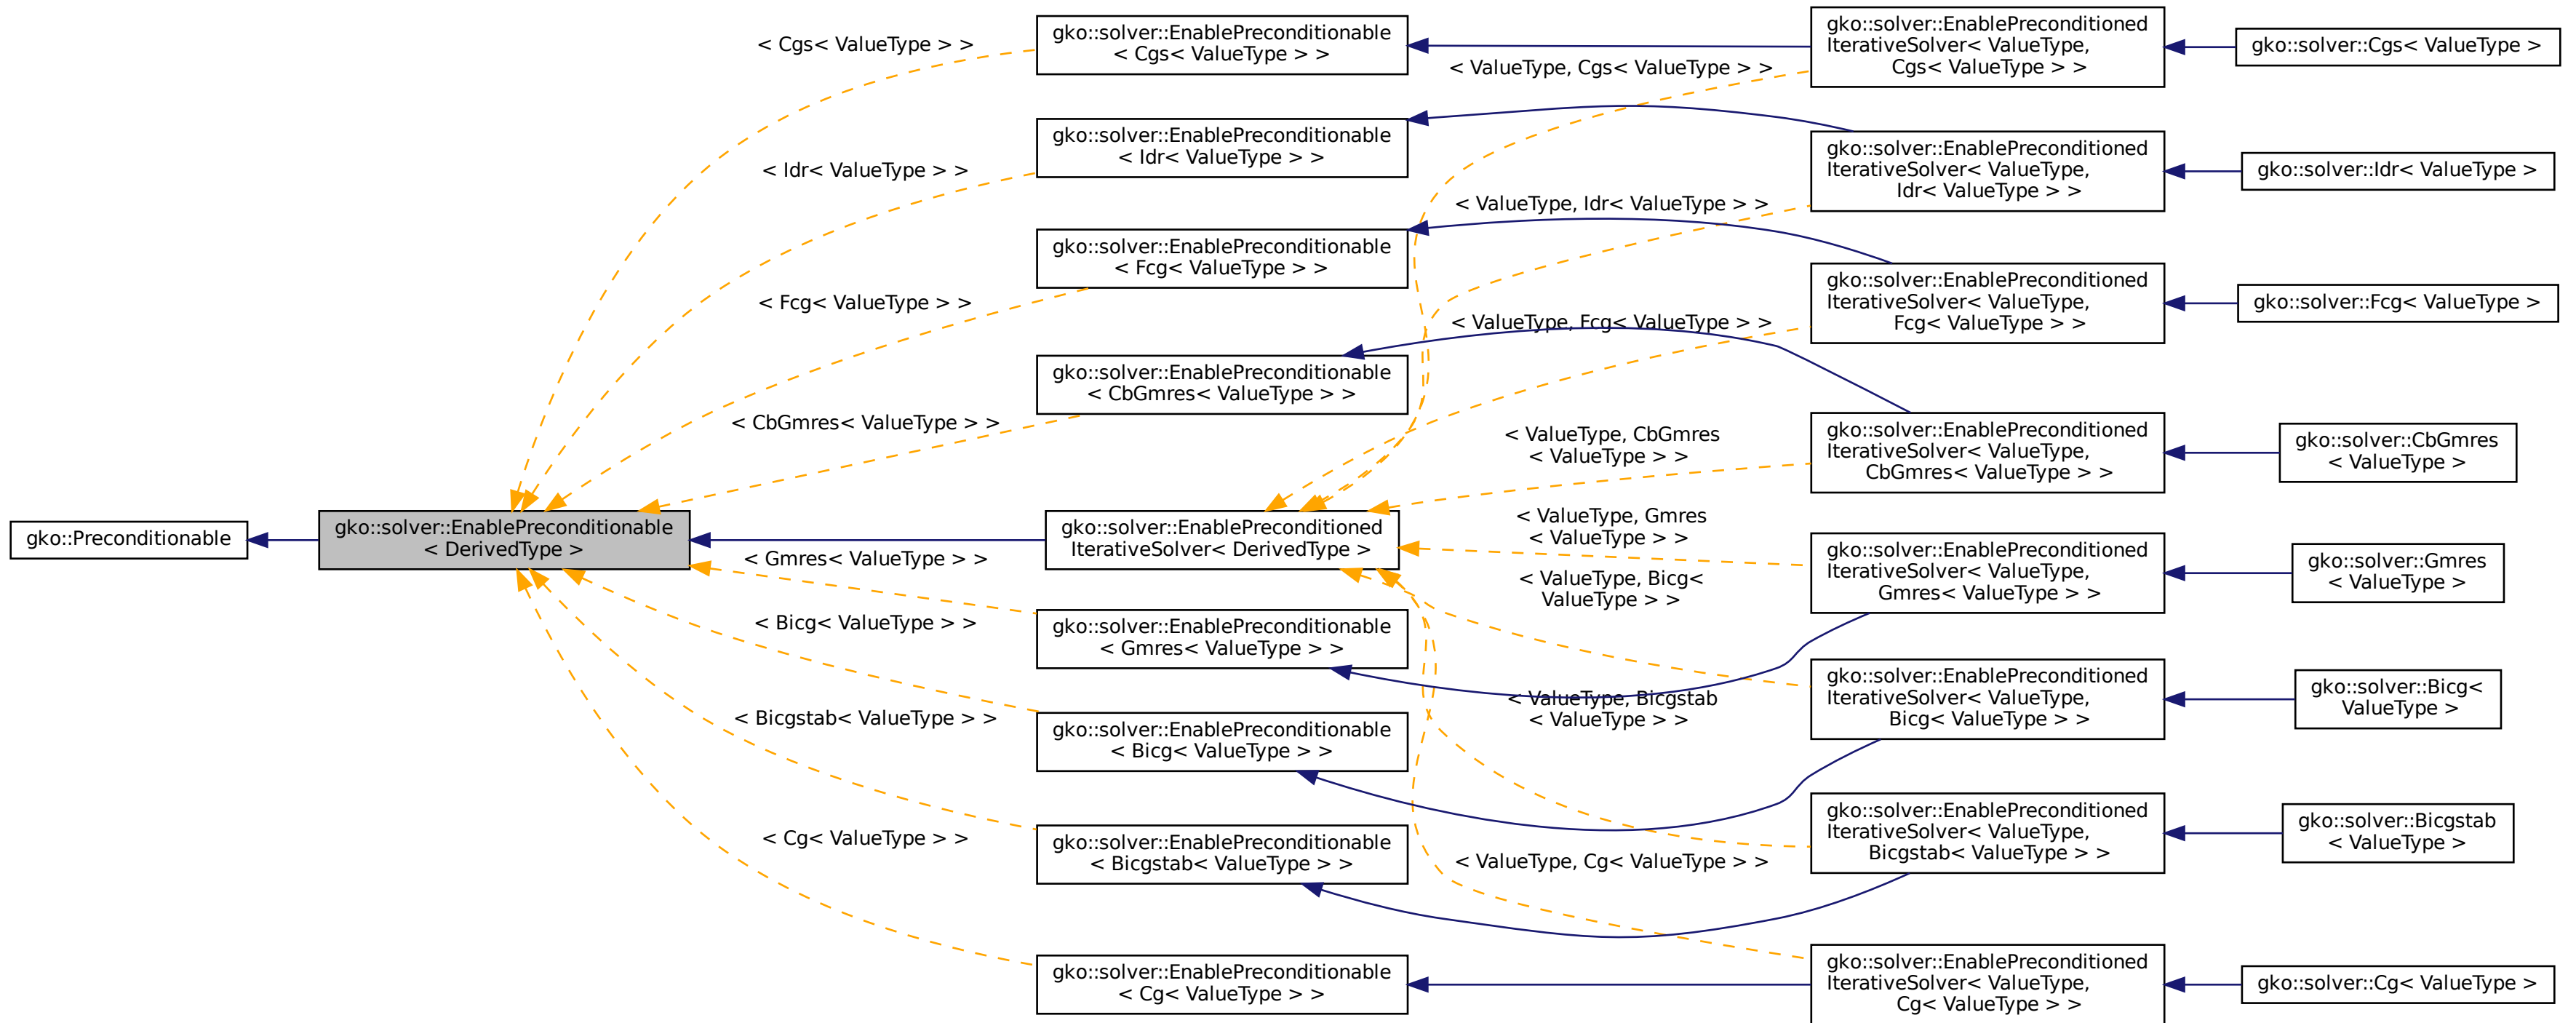 gko::Preconditionable
gko::solver::EnablePreconditionable
< DerivedType >
< Cgs< ValueType > >
< Idr< ValueType > >
< Fcg< ValueType > >
< CbGmres< ValueType > >
< Gmres< ValueType > >
< Bicg< ValueType > >
< Bicgstab< ValueType > >
< Cg< ValueType > >
gko::solver::EnablePreconditionable
< Cgs< ValueType > >
gko::solver::EnablePreconditionable
< Idr< ValueType > >
gko::solver::EnablePreconditionable
< Fcg< ValueType > >
gko::solver::EnablePreconditionable
< CbGmres< ValueType > >
gko::solver::EnablePreconditioned
IterativeSolver< DerivedType >
gko::solver::EnablePreconditionable
< Gmres< ValueType > >
gko::solver::EnablePreconditionable
< Bicg< ValueType > >
gko::solver::EnablePreconditionable
< Bicgstab< ValueType > >
gko::solver::EnablePreconditionable
< Cg< ValueType > >
< ValueType, Cgs< ValueType > >
< ValueType, Idr< ValueType > >
< ValueType, Fcg< ValueType > >
< ValueType, CbGmres
< ValueType > >
< ValueType, Gmres
< ValueType > >
< ValueType, Bicg<
ValueType > >
< ValueType, Bicgstab
< ValueType > >
< ValueType, Cg< ValueType > >
gko::solver::EnablePreconditioned
IterativeSolver< ValueType,
Cgs< ValueType > >
gko::solver::EnablePreconditioned
IterativeSolver< ValueType,
Idr< ValueType > >
gko::solver::EnablePreconditioned
IterativeSolver< ValueType,
Fcg< ValueType > >
gko::solver::EnablePreconditioned
IterativeSolver< ValueType,
CbGmres< ValueType > >
gko::solver::EnablePreconditioned
IterativeSolver< ValueType,
Gmres< ValueType > >
gko::solver::EnablePreconditioned
IterativeSolver< ValueType,
Bicg< ValueType > >
gko::solver::EnablePreconditioned
IterativeSolver< ValueType,
Bicgstab< ValueType > >
gko::solver::EnablePreconditioned
IterativeSolver< ValueType,
Cg< ValueType > >
gko::solver::Cgs< ValueType >
gko::solver::Idr< ValueType >
gko::solver::Fcg< ValueType >
gko::solver::CbGmres
< ValueType >
gko::solver::Gmres
< ValueType >
gko::solver::Bicg<
ValueType >
gko::solver::Bicgstab
< ValueType >
gko::solver::Cg< ValueType >